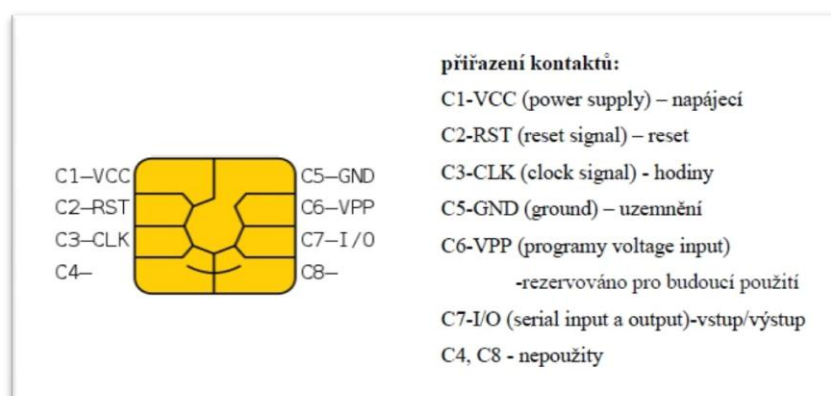 C1–VCC
C2–RST
C3–CLK
C4–
C5–GND
C6–VPP
C7–I/O
C8–
přiřazení kontaktů:
C1-VCC (power supply) – napájecí
C2-RST (reset signal) – reset
C3-CLK (clock signal) - hodiny
C5-GND (ground) – uzemnění
C6-VPP (programy voltage input)
-rezervováno pro budoucí použití
C7-I/O (serial input a output)-vstup/výstup
C4, C8 - nepoužity